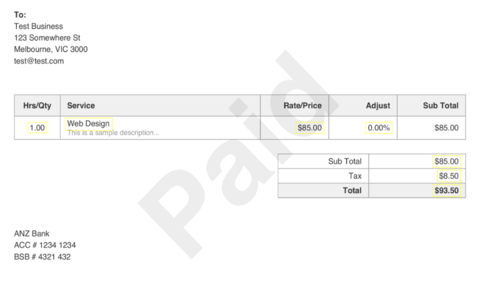 To:
Test Business
123 Somewhere St
Melbourne, VIC 3000
test@test.com
Paid
Hrs/Qty Service Rate/Price Adjust Sub Total
1.00 Web Design $85.00 0.00% $85.00
This is a sample description...
Sub Total $85.00
Tax $8.50
Total $93.50
ANZ Bank
ACC # 1234 1234
BSB # 4321 432